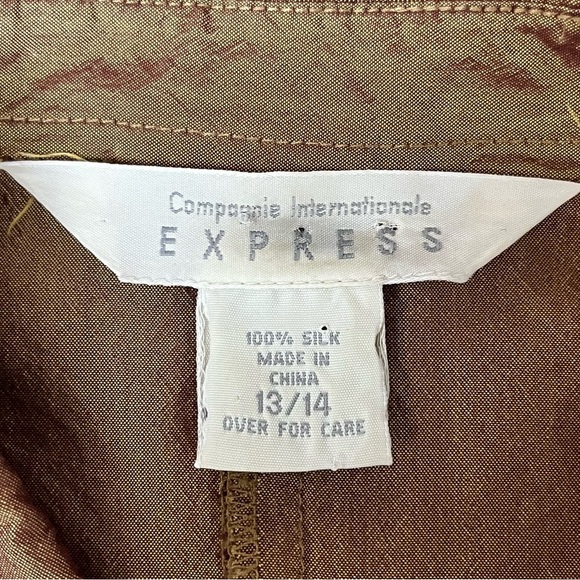 Compagnie Internationale
EXPRESS
100% SILK
MADE IN
CHINA
13/14
OVER FOR CARE